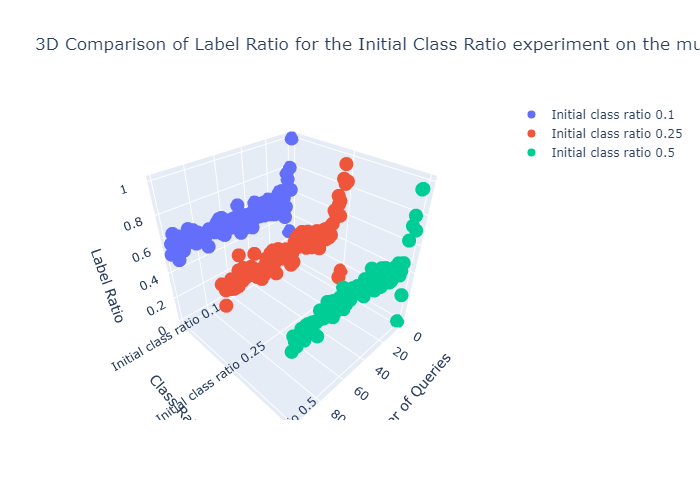 3D Comparison of Label Ratio for the Initial Class Ratio experiment on the
Initial class ratio 0.1
Initial class ratio 0.25
Initial class ratio 0.5
1
0.8
0.6
0.4
0.2
0
Label Ratio
Initial class ratio 0.1
Initial class ratio 0.25
0.5
Class
0
20
40
60
80
of Queries